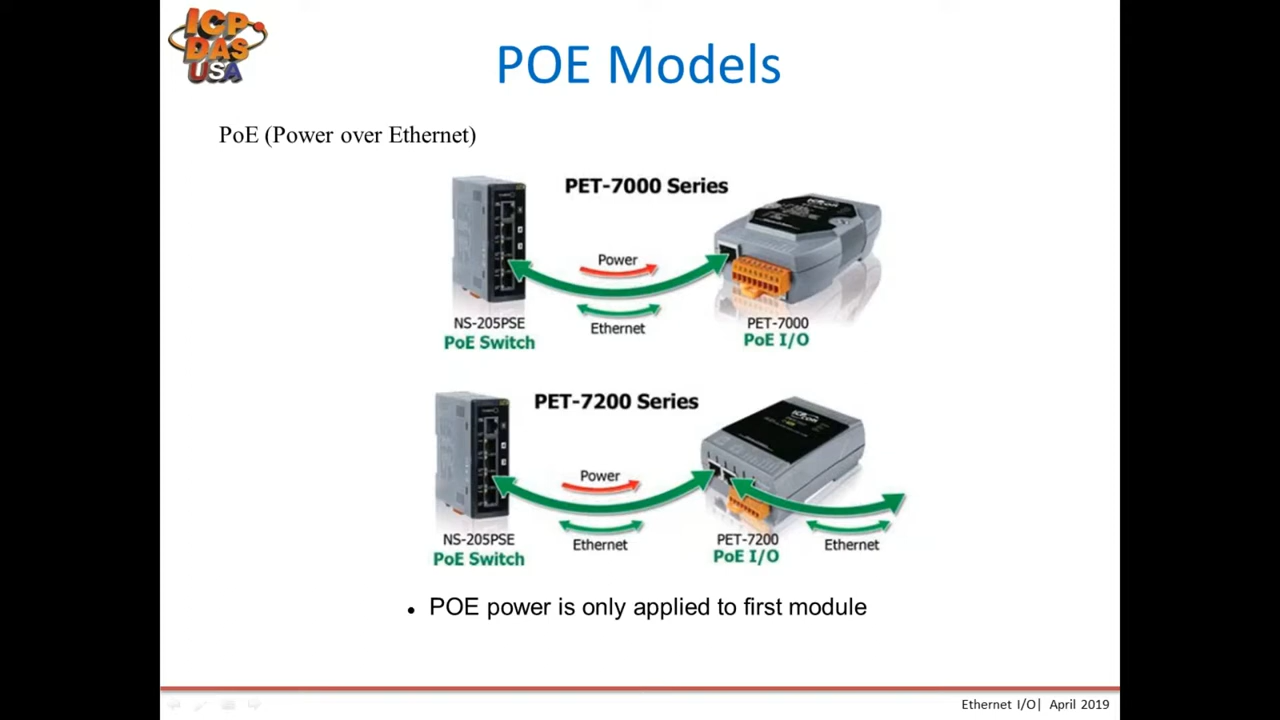 ICP
DAS
USA
POE Models
PoE (Power over Ethernet)
PET-7000 Series
Power
Ethernet
NS-205PSE
PoE Switch
PET-7000
PoE I/O
PET-7200 Series
Power
Ethernet
Ethernet
NS-205PSE
PoE Switch
PET-7200
PoE I/O
• POE power is only applied to first module
Ethernet I/O| April 2019